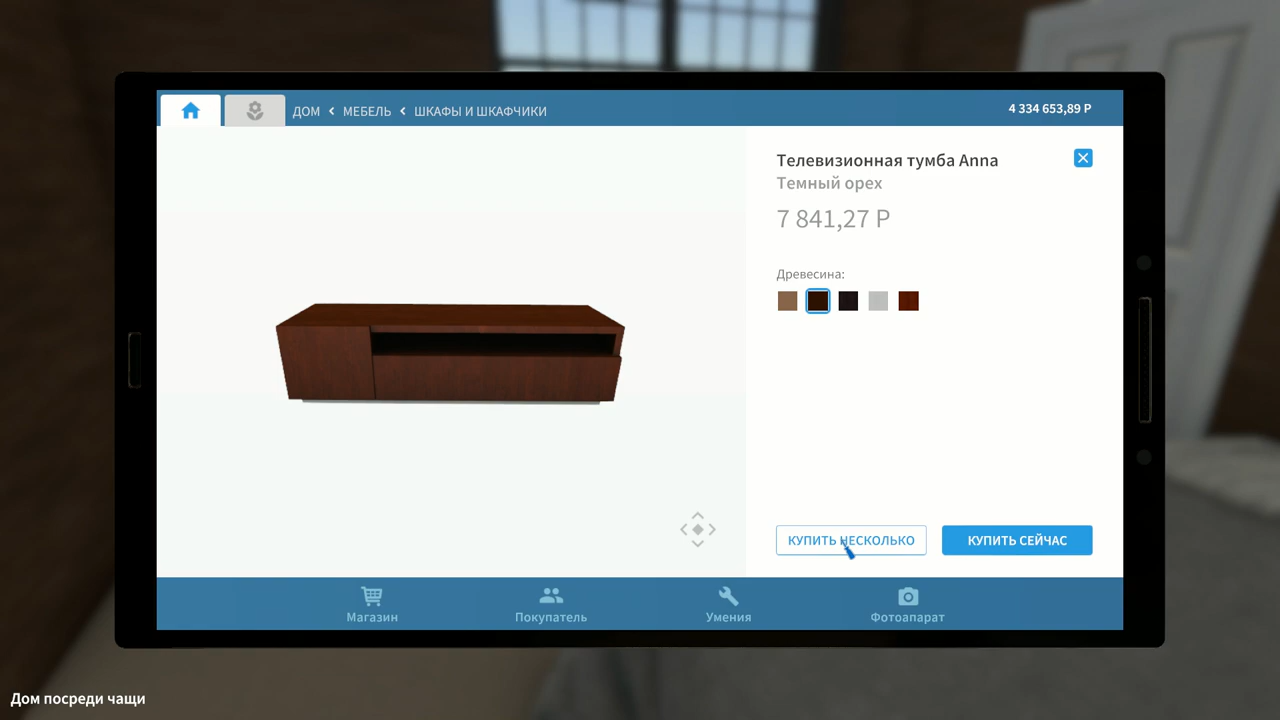 ДОМ < МЕБЕЛЬ < ШКАФЫ И ШКАФЧИКИ
4 334 653,89 Р
Телевизионная тумба Anna
Темный орех
7 841,27 Р
Древесина:
КУПИТЬ НЕСКОЛЬКО
КУПИТЬ СЕЙЧАС
Магазин
Покупатель
Умения
Фотоаппарат
Дом посреди чащи